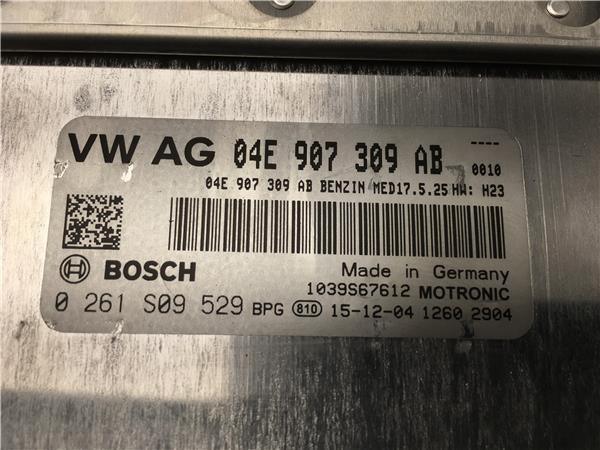 VW AG 04E 907 309 AB ----
0010
04E 907 309 AB BENZIN MED17.5.25 HW: H23
BOSCH Made in Germany
1039S67612 MOTRONIC
0 261 S09 529 BPG 810 15-12-04 1260 2904